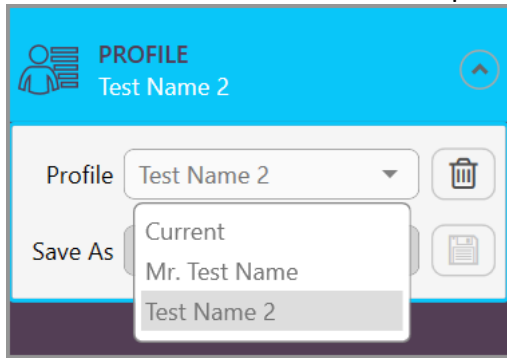 PROFILE
Test Name 2
Profile Test Name 2
Save As
Current
Mr. Test Name
Test Name 2